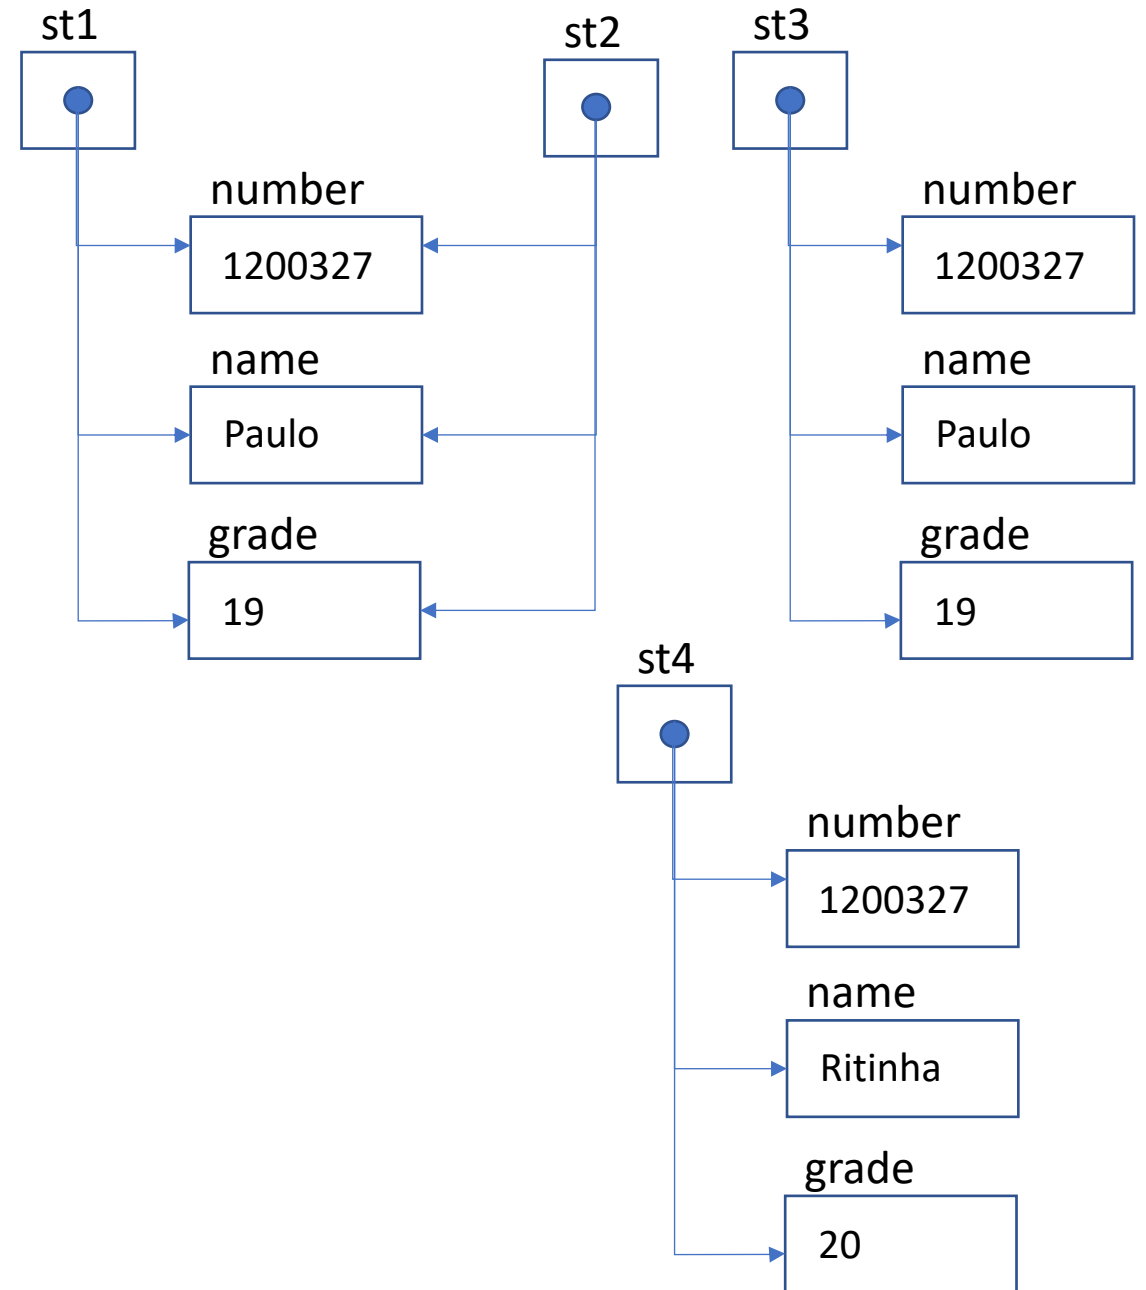 st1
st2
st3
number
1200327
name
Paulo
grade
19
number
1200327
name
Paulo
grade
19
st4
number
1200327
name
Ritinha
grade
20